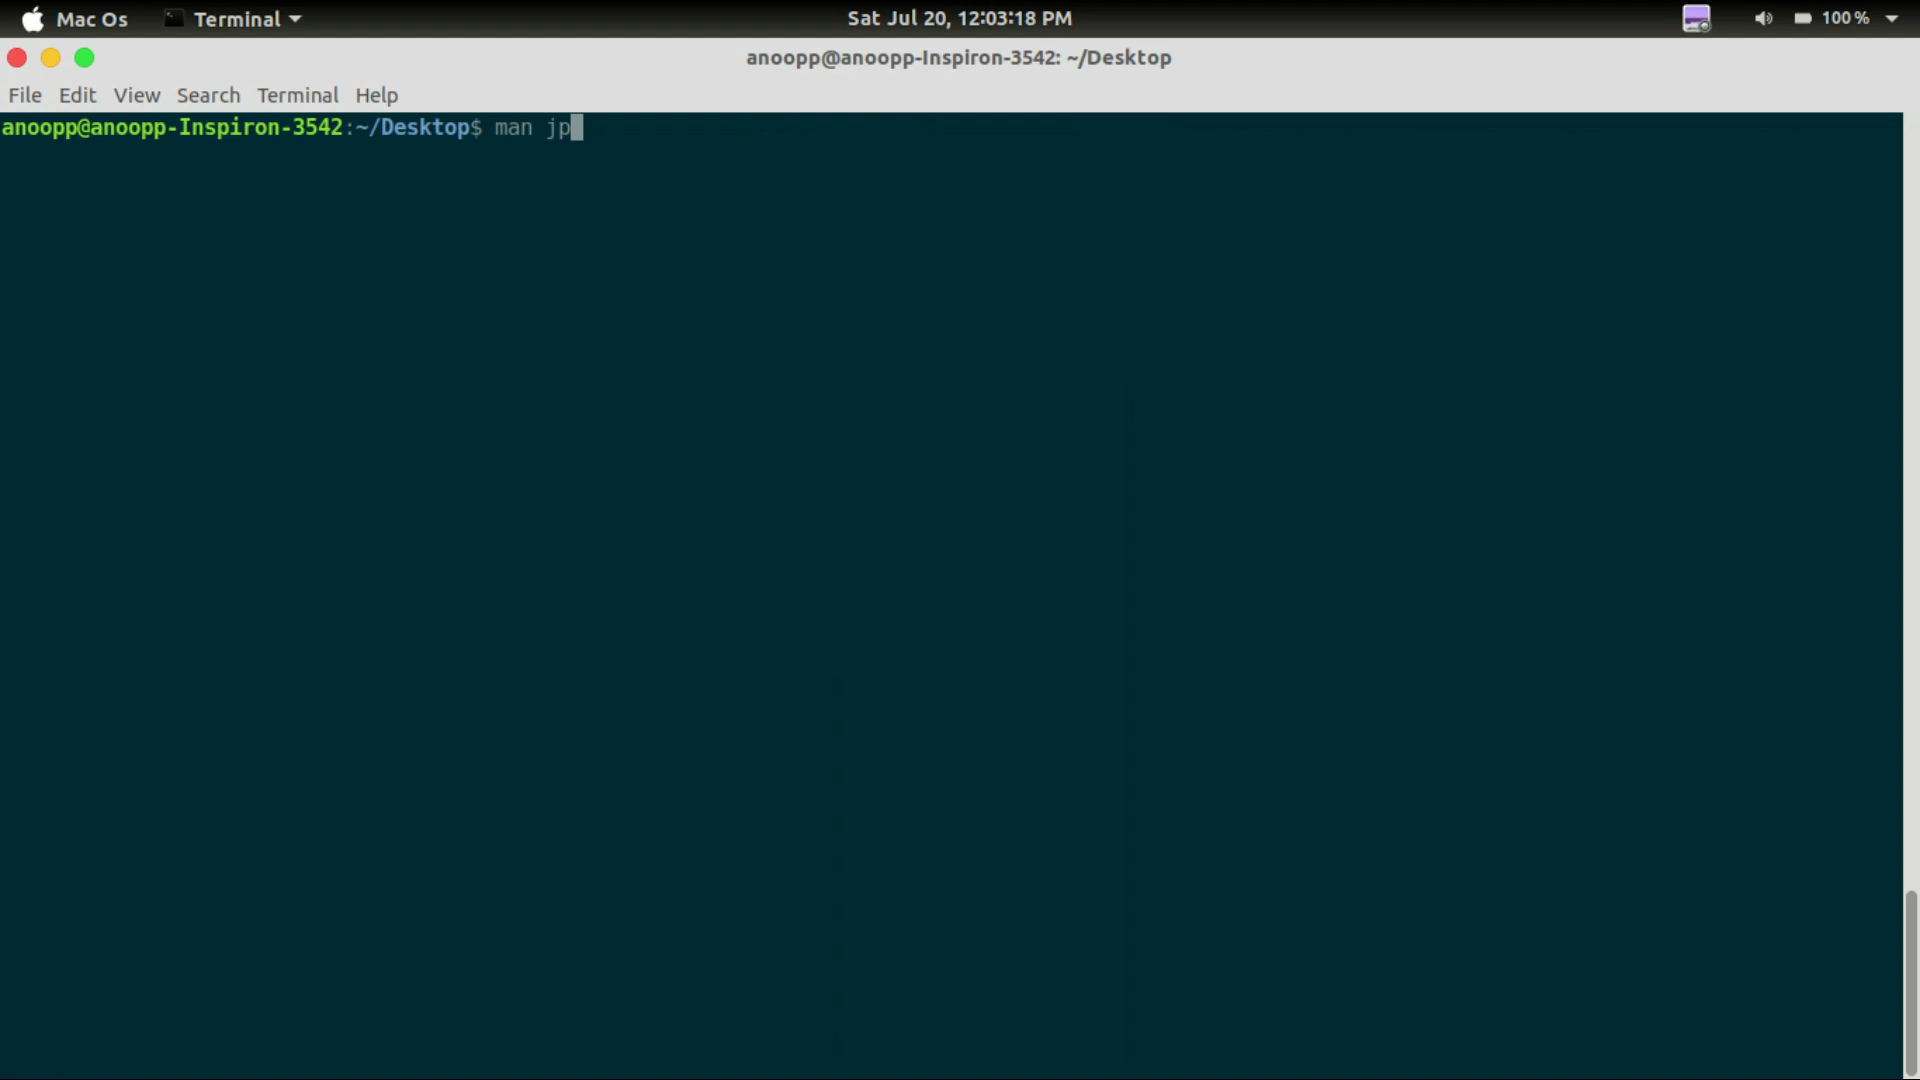 Mac Os Terminal Sat Jul 20, 12:03:18 PM 100 %
anoopp@anoopp-Inspiron-3542: ~/Desktop
File Edit View Search Terminal Help
anoopp@anoopp-Inspiron-3542:~/Desktop$ man jp